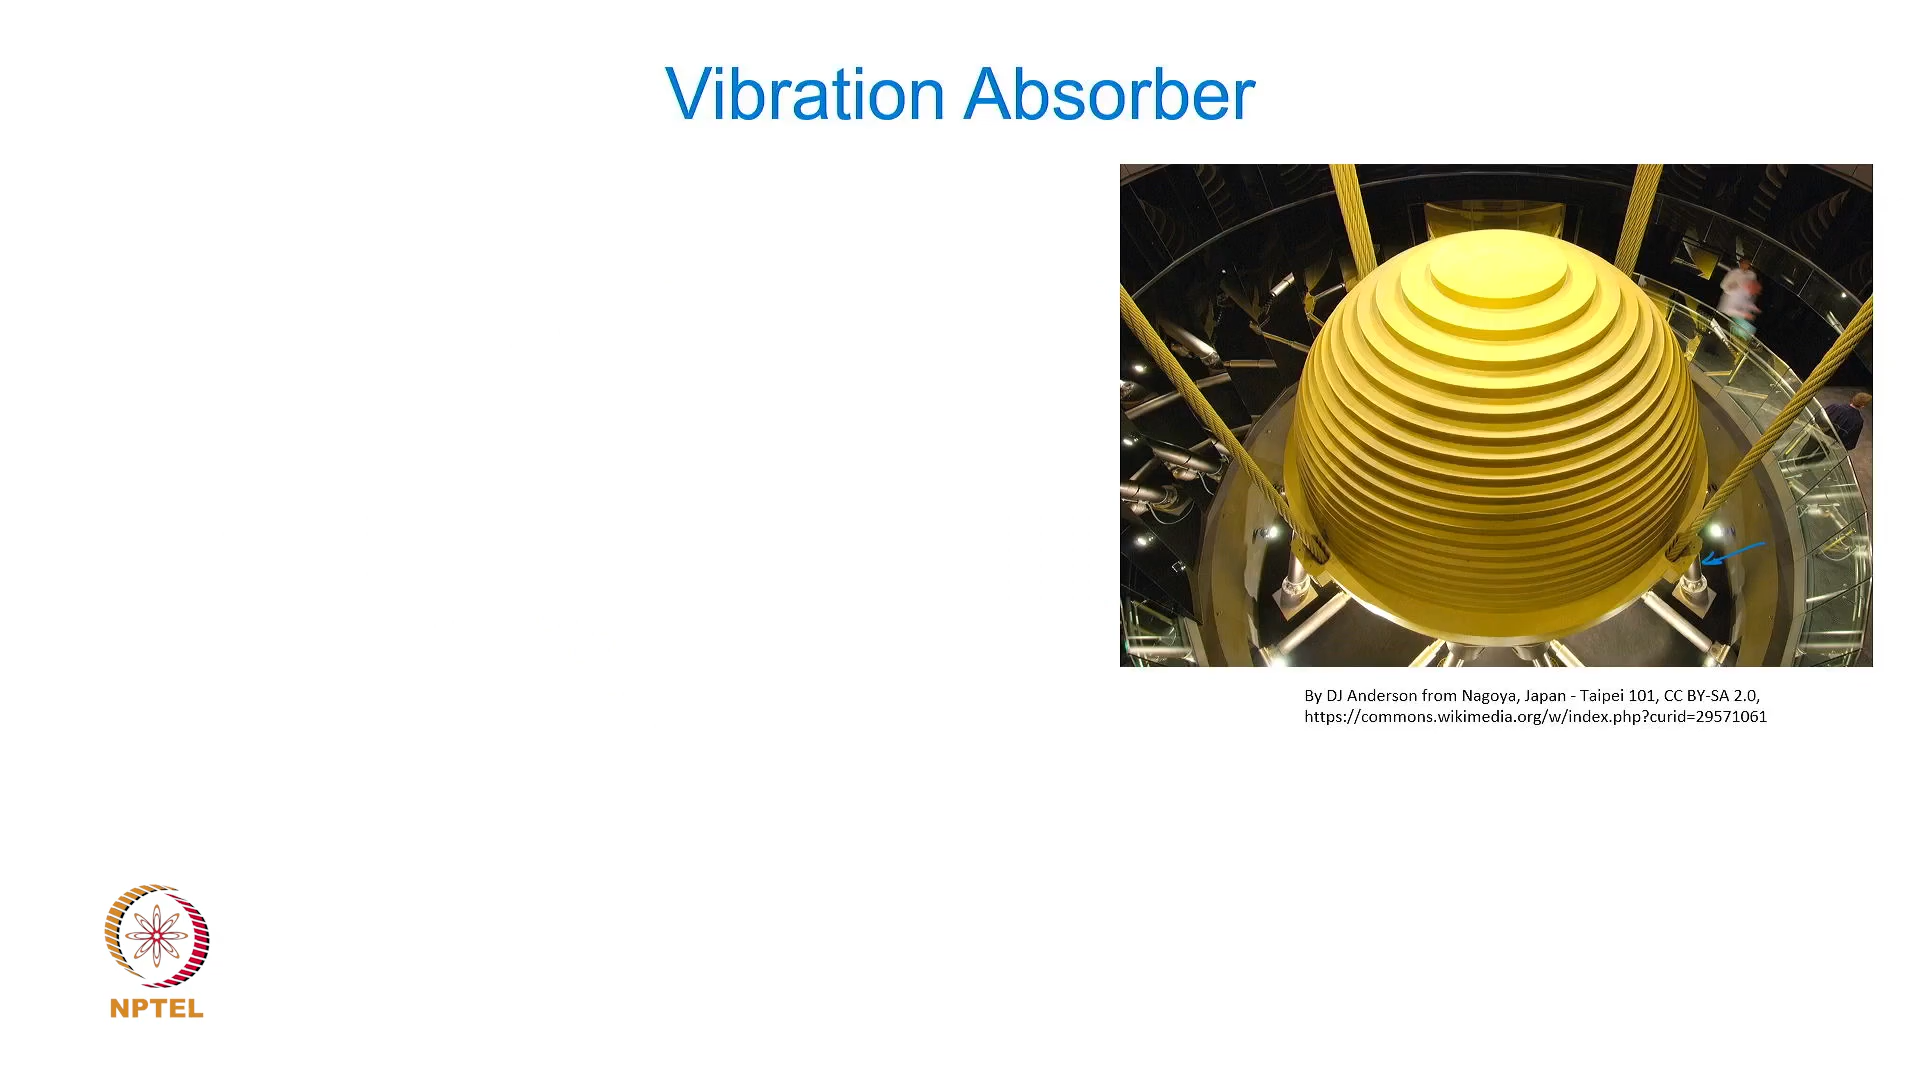 Vibration Absorber
By DJ Anderson from Nagoya, Japan - Taipei 101, CC BY-SA 2.0,
https://commons.wikimedia.org/w/index.php?curid=29571061
NPTEL